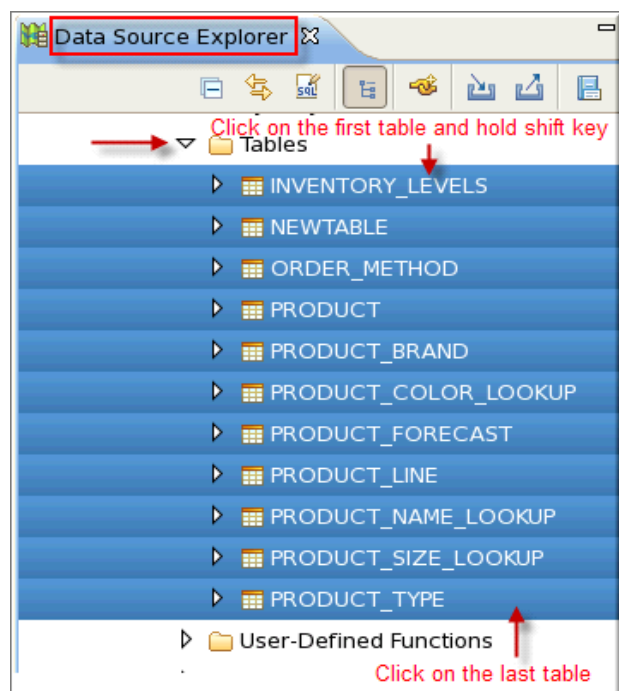 Data Source Explorer
SQL
Click on the first table and hold shift key
Tables
INVENTORY_LEVELS
NEWTABLE
ORDER_METHOD
PRODUCT
PRODUCT_BRAND
PRODUCT_COLOR_LOOKUP
PRODUCT_FORECAST
PRODUCT_LINE
PRODUCT_NAME_LOOKUP
PRODUCT_SIZE_LOOKUP
PRODUCT_TYPE
User-Defined Functions
Click on the last table